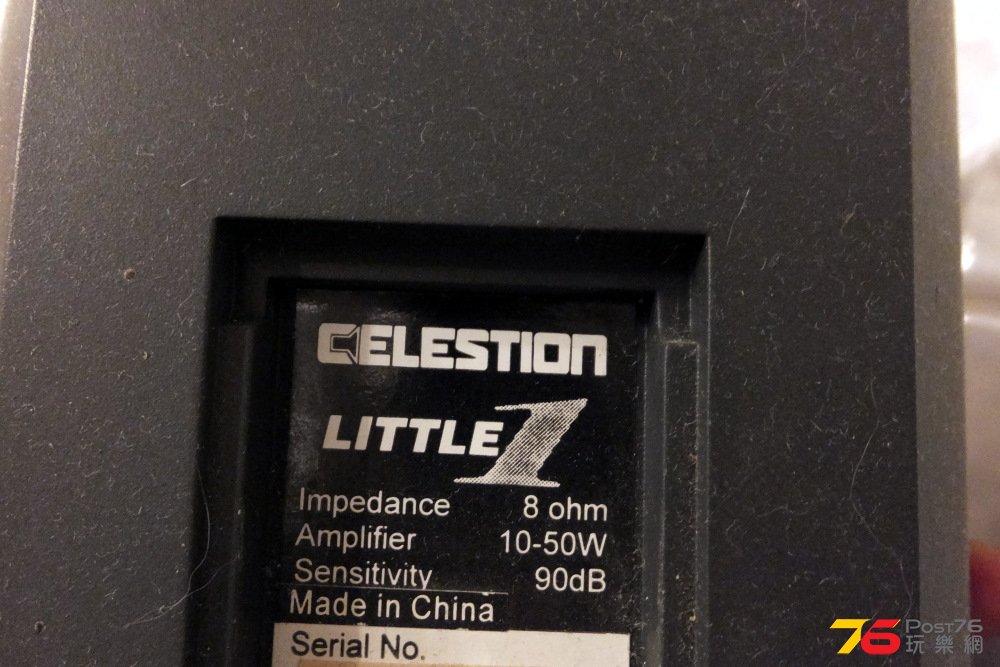 CELESTION
LITTLE 1
Impedance 8 ohm
Amplifier 10-50W
Sensitivity 90dB
Made in China
Serial No.
76 Post76
玩樂網